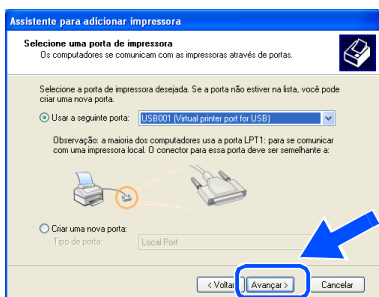 Assistente para adicionar impressora
Selecione uma porta de impressora
Os computadores se comunicam com as impressoras através de portas.
Selecione a porta de impressora desejada. Se a porta não estiver na lista, você pode
criar uma nova porta.
Usar a seguinte porta: USB001 (Virtual printer port for USB)
Observação: a maioria dos computadores usa a porta LPT1: para se comunicar
com uma impressora local. O conector para essa porta deve ser semelhante a:
Criar uma nova porta:
Tipo de porta: Local Port
< Voltar Avançar > Cancelar